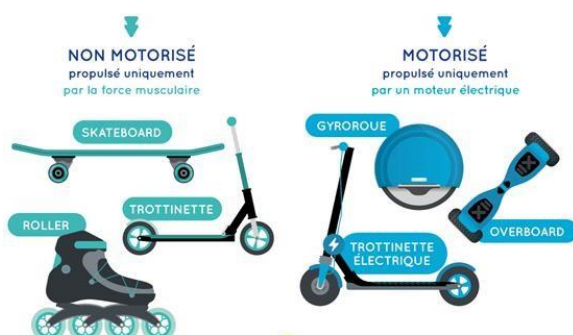 NON MOTORISÉ
propulsé uniquement
par la force musculaire
SKATEBOARD
TROTTINETTE
ROLLER
MOTORISÉ
propulsé uniquement
par un moteur électrique
GYROROUE
OVERBOARD
TROTTINETTE
ÉLECTRIQUE